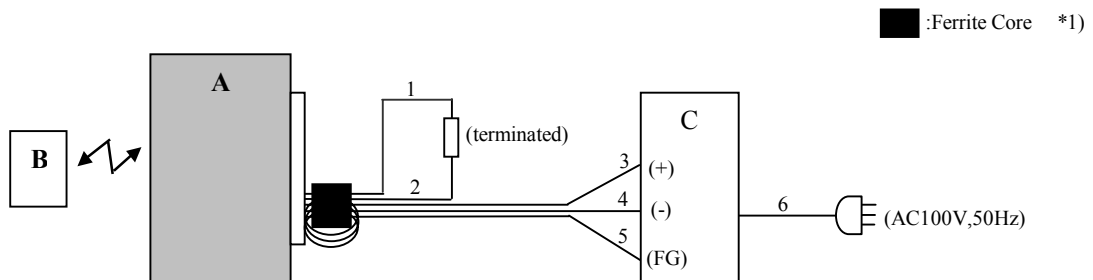 :Ferrite Core *1)
A
B
1
(terminated)
2
C
3
(+)
4
(-)
5
(FG)
6
(AC100V,50Hz)